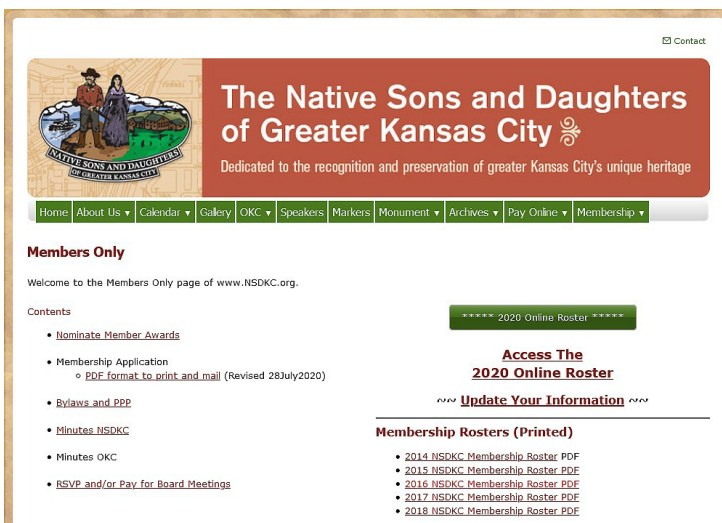 Contact
The Native Sons and Daughters
of Greater Kansas City
Dedicated to the recognition and preservation of greater Kansas City's unique heritage
NATIVE SONS AND DAUGHTERS
OF GREATER KANSAS CITY
Home About Us ▼ Calendar ▼ Gallery OKC ▼ Speakers Markers Monument ▼ Archives ▼ Pay Online ▼ Membership ▼
Members Only
Welcome to the Members Only page of www.NSDKC.org.
Contents
• Nominate Member Awards
• Membership Application
○ PDF format to print and mail (Revised 28July2020)
• Bylaws and PPP
• Minutes NSDKC
• Minutes OKC
• RSVP and/or Pay for Board Meetings
***** 2020 Online Roster *****
Access The
2020 Online Roster
~~ Update Your Information ~~
Membership Rosters (Printed)
• 2014 NSDKC Membership Roster PDF
• 2015 NSDKC Membership Roster PDF
• 2016 NSDKC Membership Roster PDF
• 2017 NSDKC Membership Roster PDF
• 2018 NSDKC Membership Roster PDF